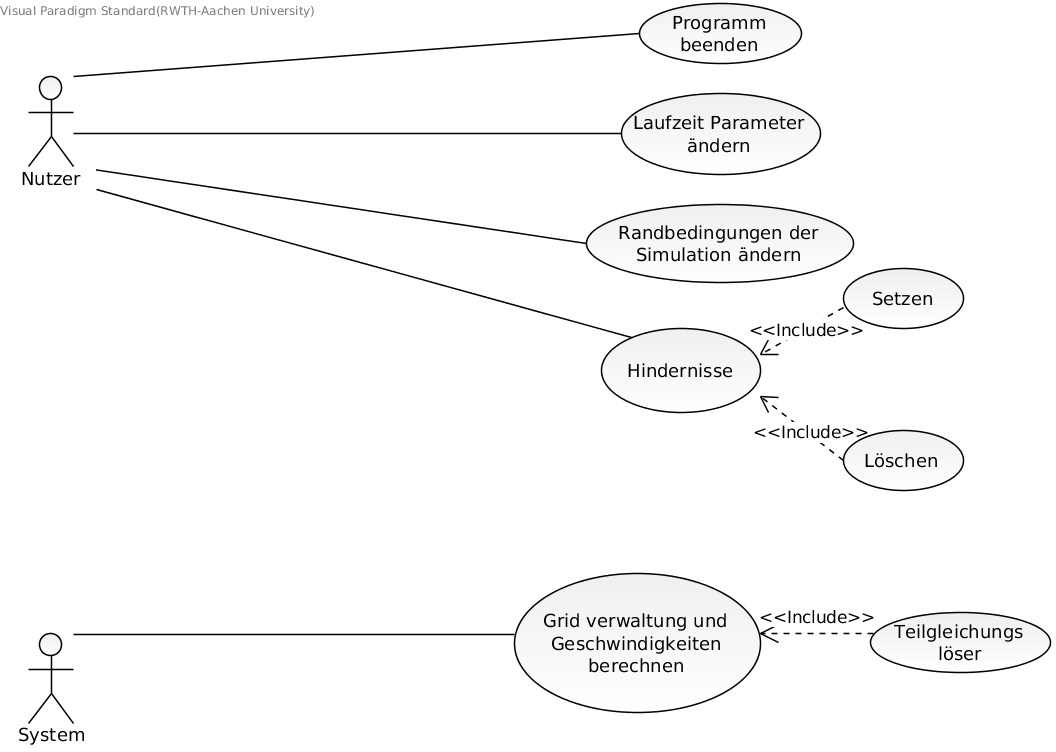 Visual Paradigm Standard(RWTH-Aachen University)
Programm
beenden
Laufzeit Parameter
ändern
Nutzer
Randbedingungen der
Simulation ändern
Setzen
<<Include>>
Hindernisse
<<Include>>
Löschen
Grid verwaltung und
Geschwindigkeiten
berechnen
<<Include>>
Teilgleichungs
löser
System